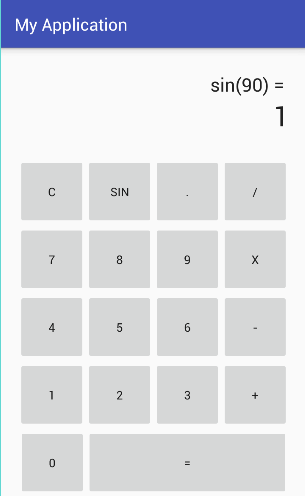 My Application
sin(90) =
1
C SIN . /
7 8 9 X
4 5 6 -
1 2 3 +
0 =